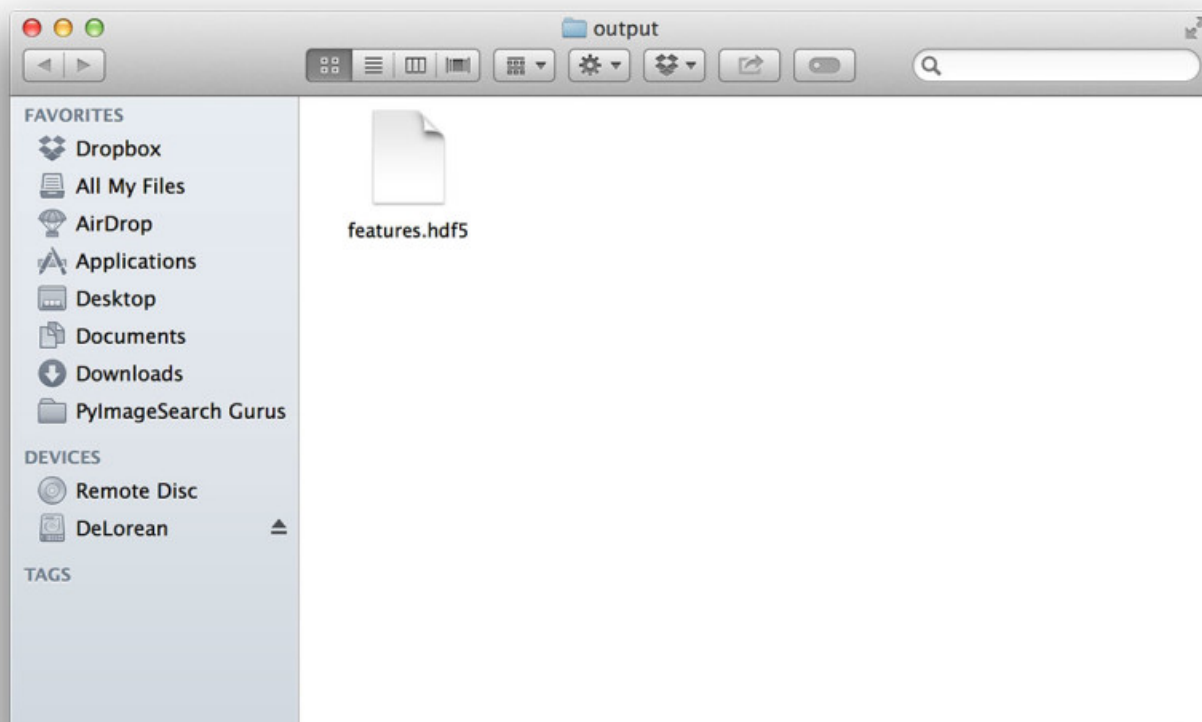 output
FAVORITES
Dropbox
All My Files
AirDrop
Applications
Desktop
Documents
Downloads
PyImageSearch Gurus
DEVICES
Remote Disc
DeLorean
TAGS
features.hdf5